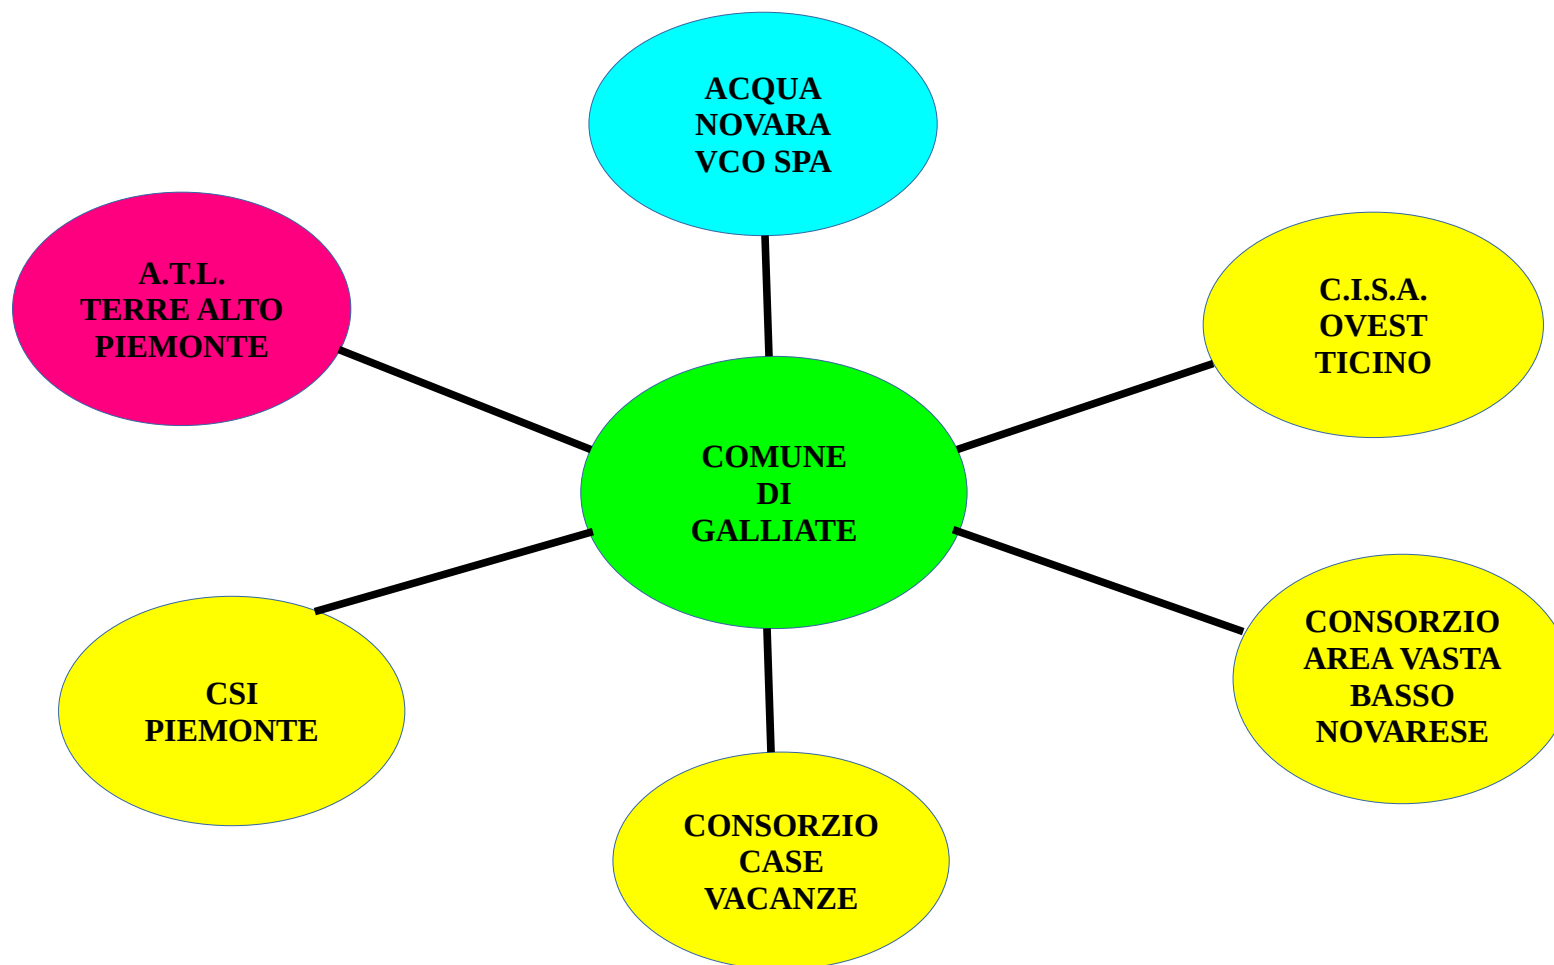 ACQUA
NOVARA
VCO SPA
A.T.L.
TERRE ALTO
PIEMONTE
C.I.S.A.
OVEST
TICINO
COMUNE
DI
GALLIATE
CSI
PIEMONTE
CONSORZIO
AREA VASTA
BASSO
NOVARESE
CONSORZIO
CASE
VACANZE